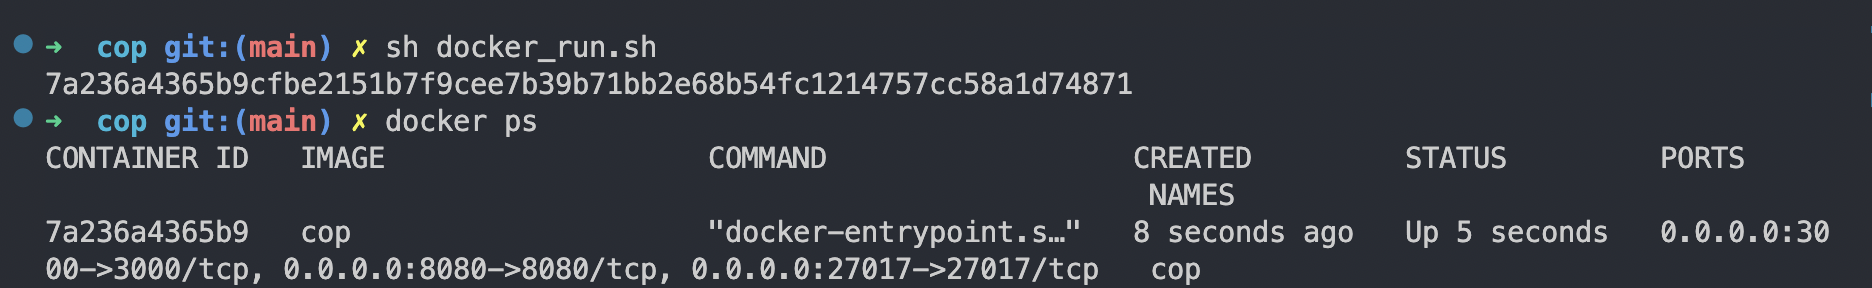 ➜ cop git:(main) ✗ sh docker_run.sh
7a236a4365b9cfbe2151b7f9cee7b39b71bb2e68b54fc1214757cc58a1d74871
➜ cop git:(main) ✗ docker ps
CONTAINER ID IMAGE COMMAND CREATED STATUS PORTS
NAMES
7a236a4365b9 cop "docker-entrypoint.s…" 8 seconds ago Up 5 seconds 0.0.0.0:30
00->3000/tcp, 0.0.0.0:8080->8080/tcp, 0.0.0.0:27017->27017/tcp cop